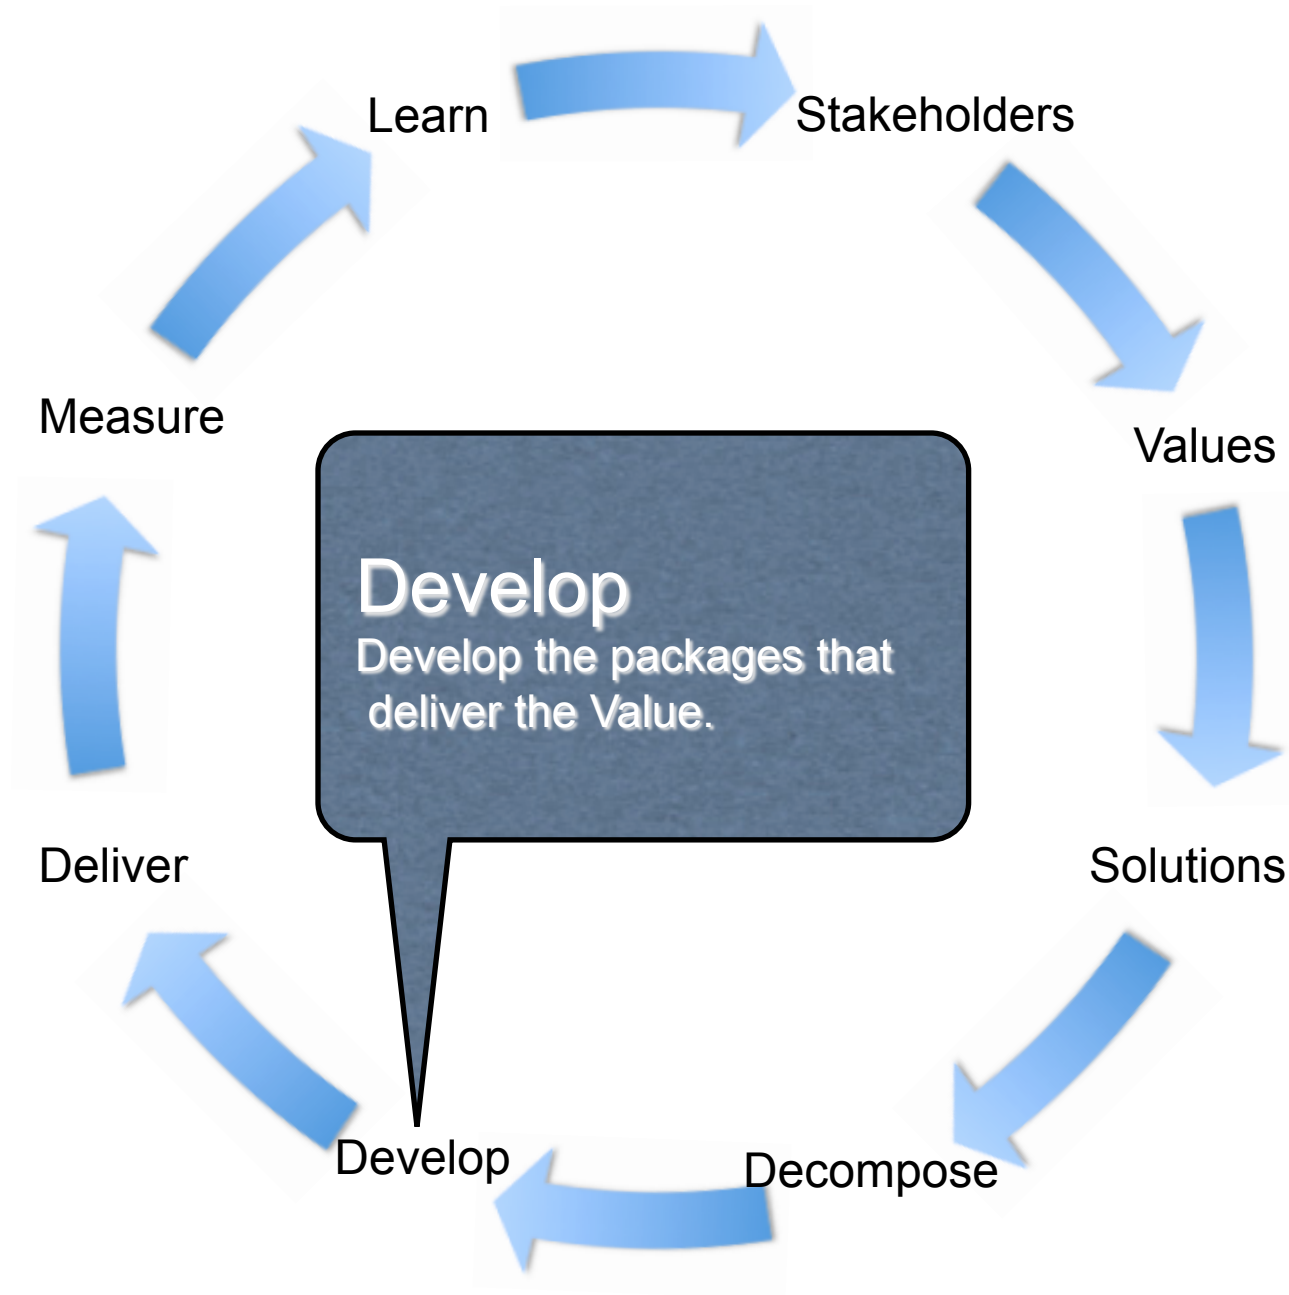 Learn
Stakeholders
Measure
Values
Develop
Develop the packages that
deliver the Value.
Deliver
Solutions
Develop
Decompose